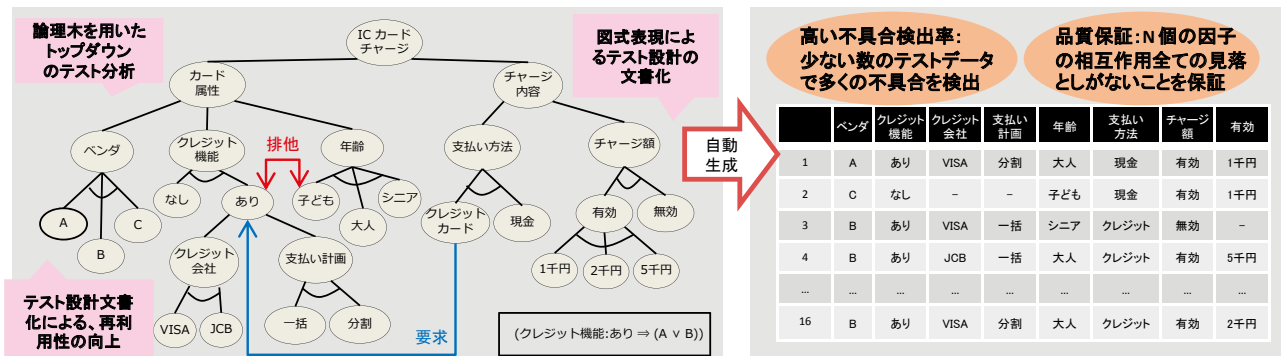 論理木を用いた
トップダウン
のテスト分析
IC カード
チャージ
図式表現によ
るテスト設計の
文書化
カード
属性
チャージ
内容
ベンダ
クレジット
機能
排他
年齢
支払い方法
チャージ額
A
B
C
なし
あり
子ども
大人
シニア
クレジット
カード
現金
有効
無効
クレジット
会社
支払い計画
1千円
2千円
5千円
VISA
JCB
一括
分割
要求
テスト設計文書
化による、再利
用性の向上
(クレジット機能:あり ⇒ (A ∨ B))
自動
生成
高い不具合検出率:
少ない数のテストデータ
で多くの不具合を検出
品質保証:N 個の因子
の相互作用全ての見落
としがないことを保証
ベンダ クレジット機能 クレジット会社 支払い計画 年齢 支払い方法 チャージ額 有効
1 A あり VISA 分割 大人 現金 有効 1千円
2 C なし − − 子ども 現金 有効 1千円
3 B あり VISA 一括 シニア クレジット 無効 −
4 B あり JCB 一括 大人 クレジット 有効 5千円
... ... ... ... ... ... ... ... ...
16 B あり VISA 分割 大人 クレジット 有効 2千円